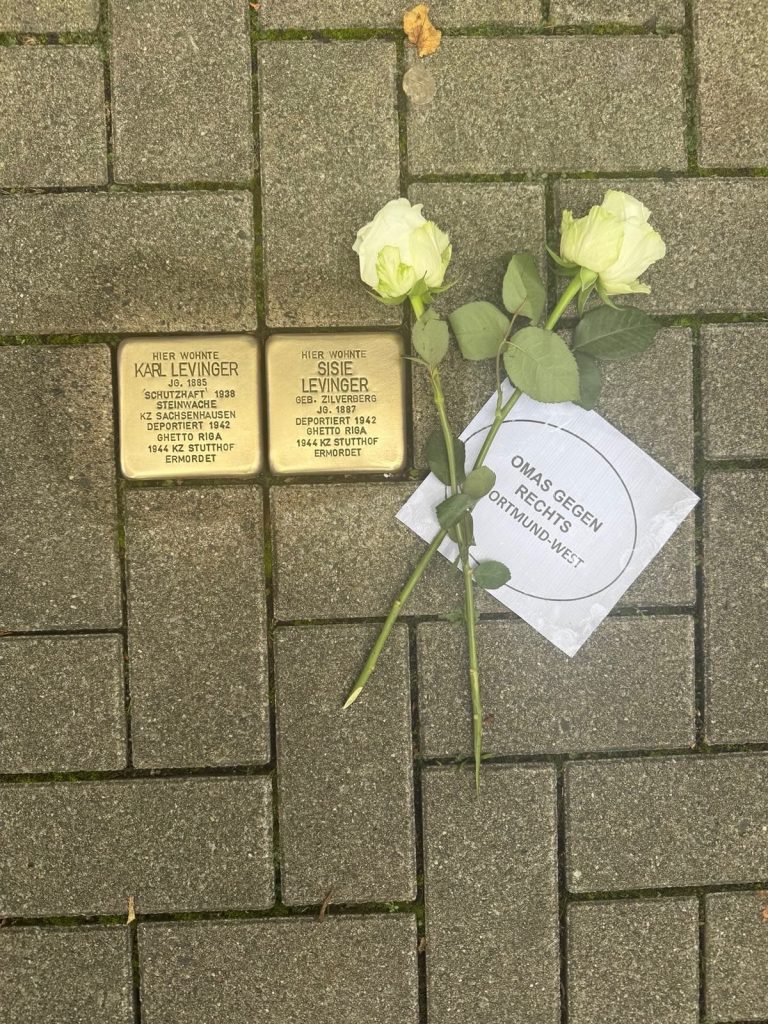 HIER WOHNTE
KARL LEVINGER
JG. 1885
'SCHUTZHAFT' 1938
STEINWACHE
KZ SACHSENHAUSEN
DEPORTIERT 1942
GHETTO RIGA
1944 KZ STUTTHOF
ERMORDET
HIER WOHNTE
SISIE
LEVINGER
GEB. ZILVERBERG
JG. 1887
DEPORTIERT 1942
GHETTO RIGA
1944 KZ STUTTHOF
ERMORDET
OMAS GEGEN
RECHTS
ORTMUND-WEST